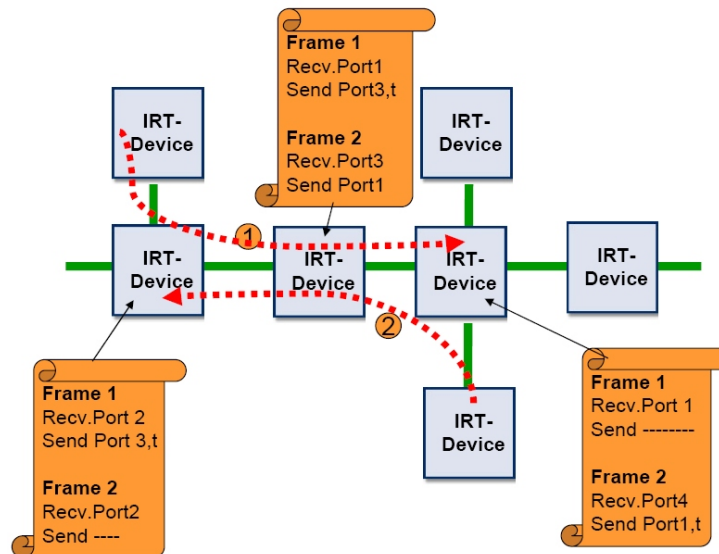 Frame 1
Recv.Port1
Send Port3,t
Frame 2
Recv.Port3
Send Port1
IRT-
Device
IRT-
Device
1
IRT-
Device
IRT-
Device
IRT-
Device
IRT-
Device
2
Frame 1
Recv.Port 2
Send Port 3,t
Frame 2
Recv.Port2
Send ----
IRT-
Device
Frame 1
Recv.Port 1
Send --------
Frame 2
Recv.Port4
Send Port1,t